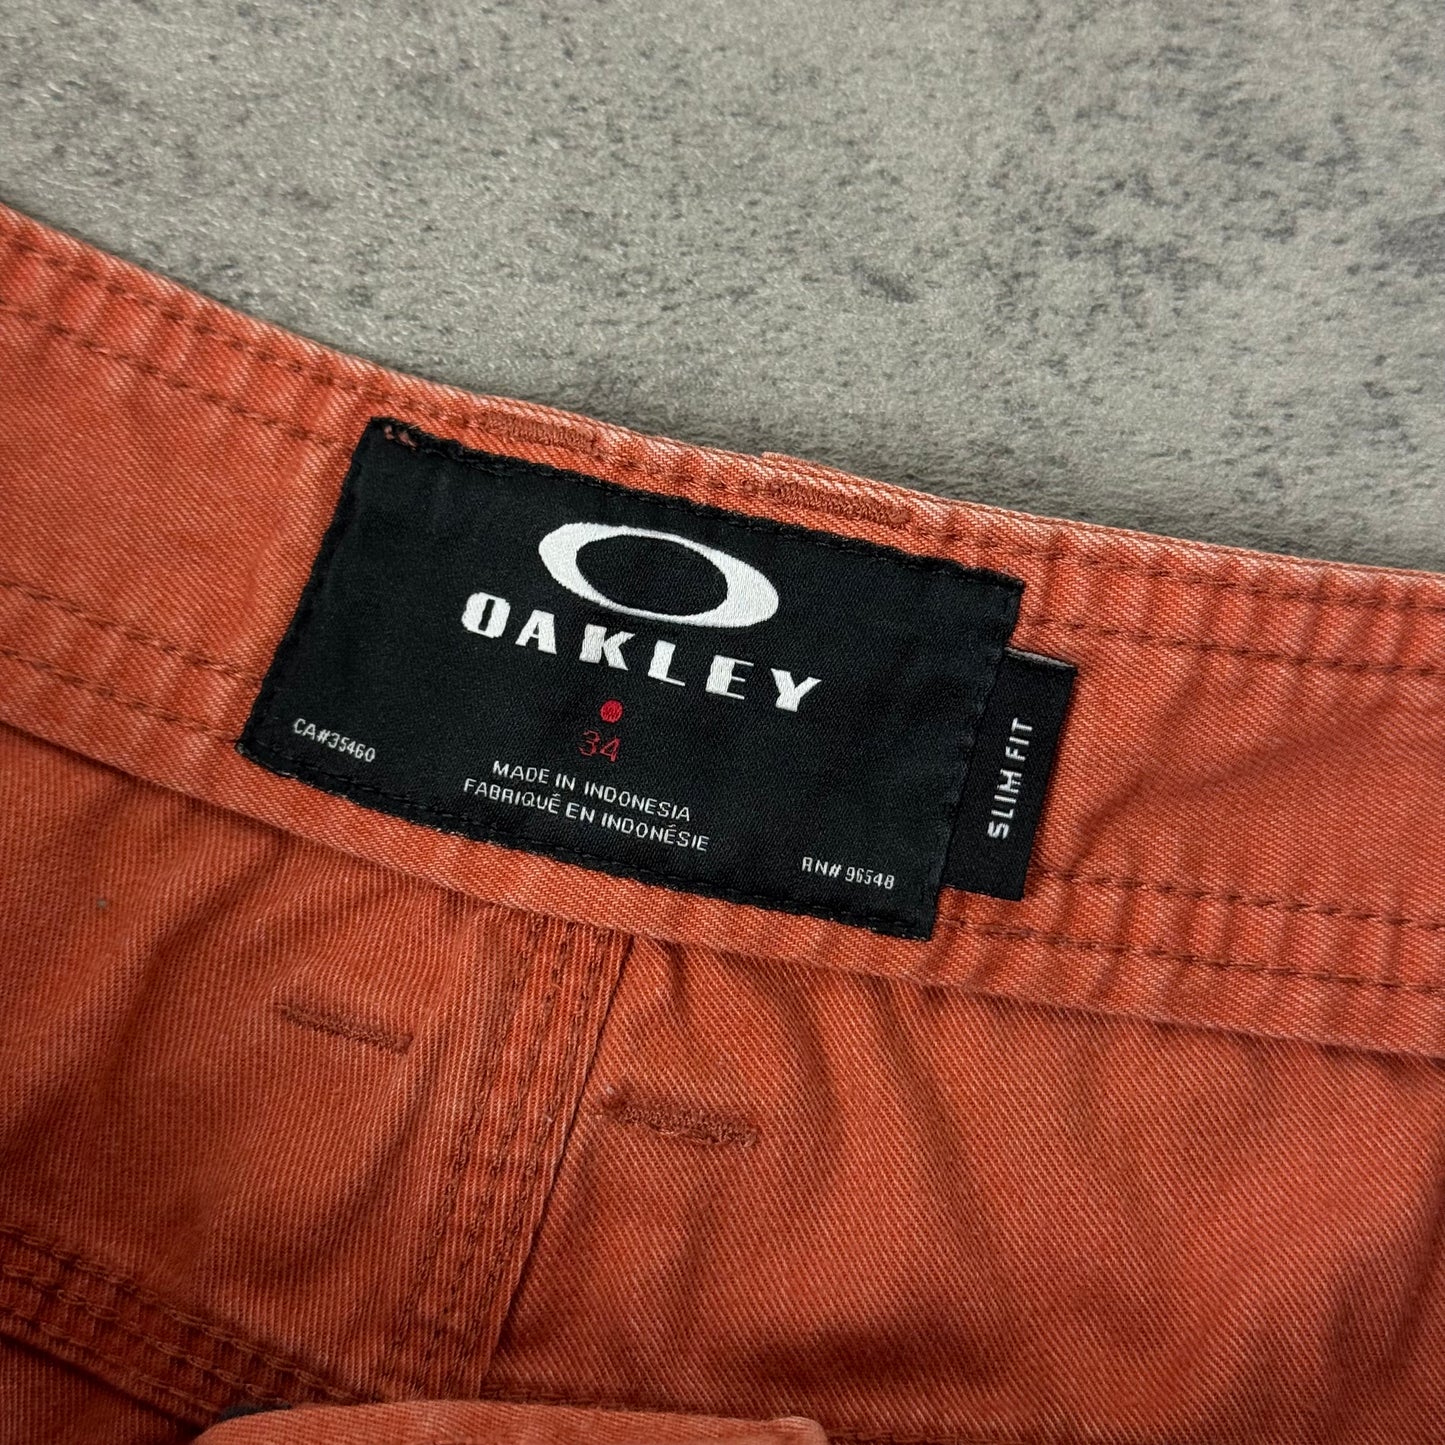 OAKLEY
34
CA#35460
MADE IN INDONESIA
FABRIQUÉ EN INDONÉSIE
RN# 96548
SLIM FIT